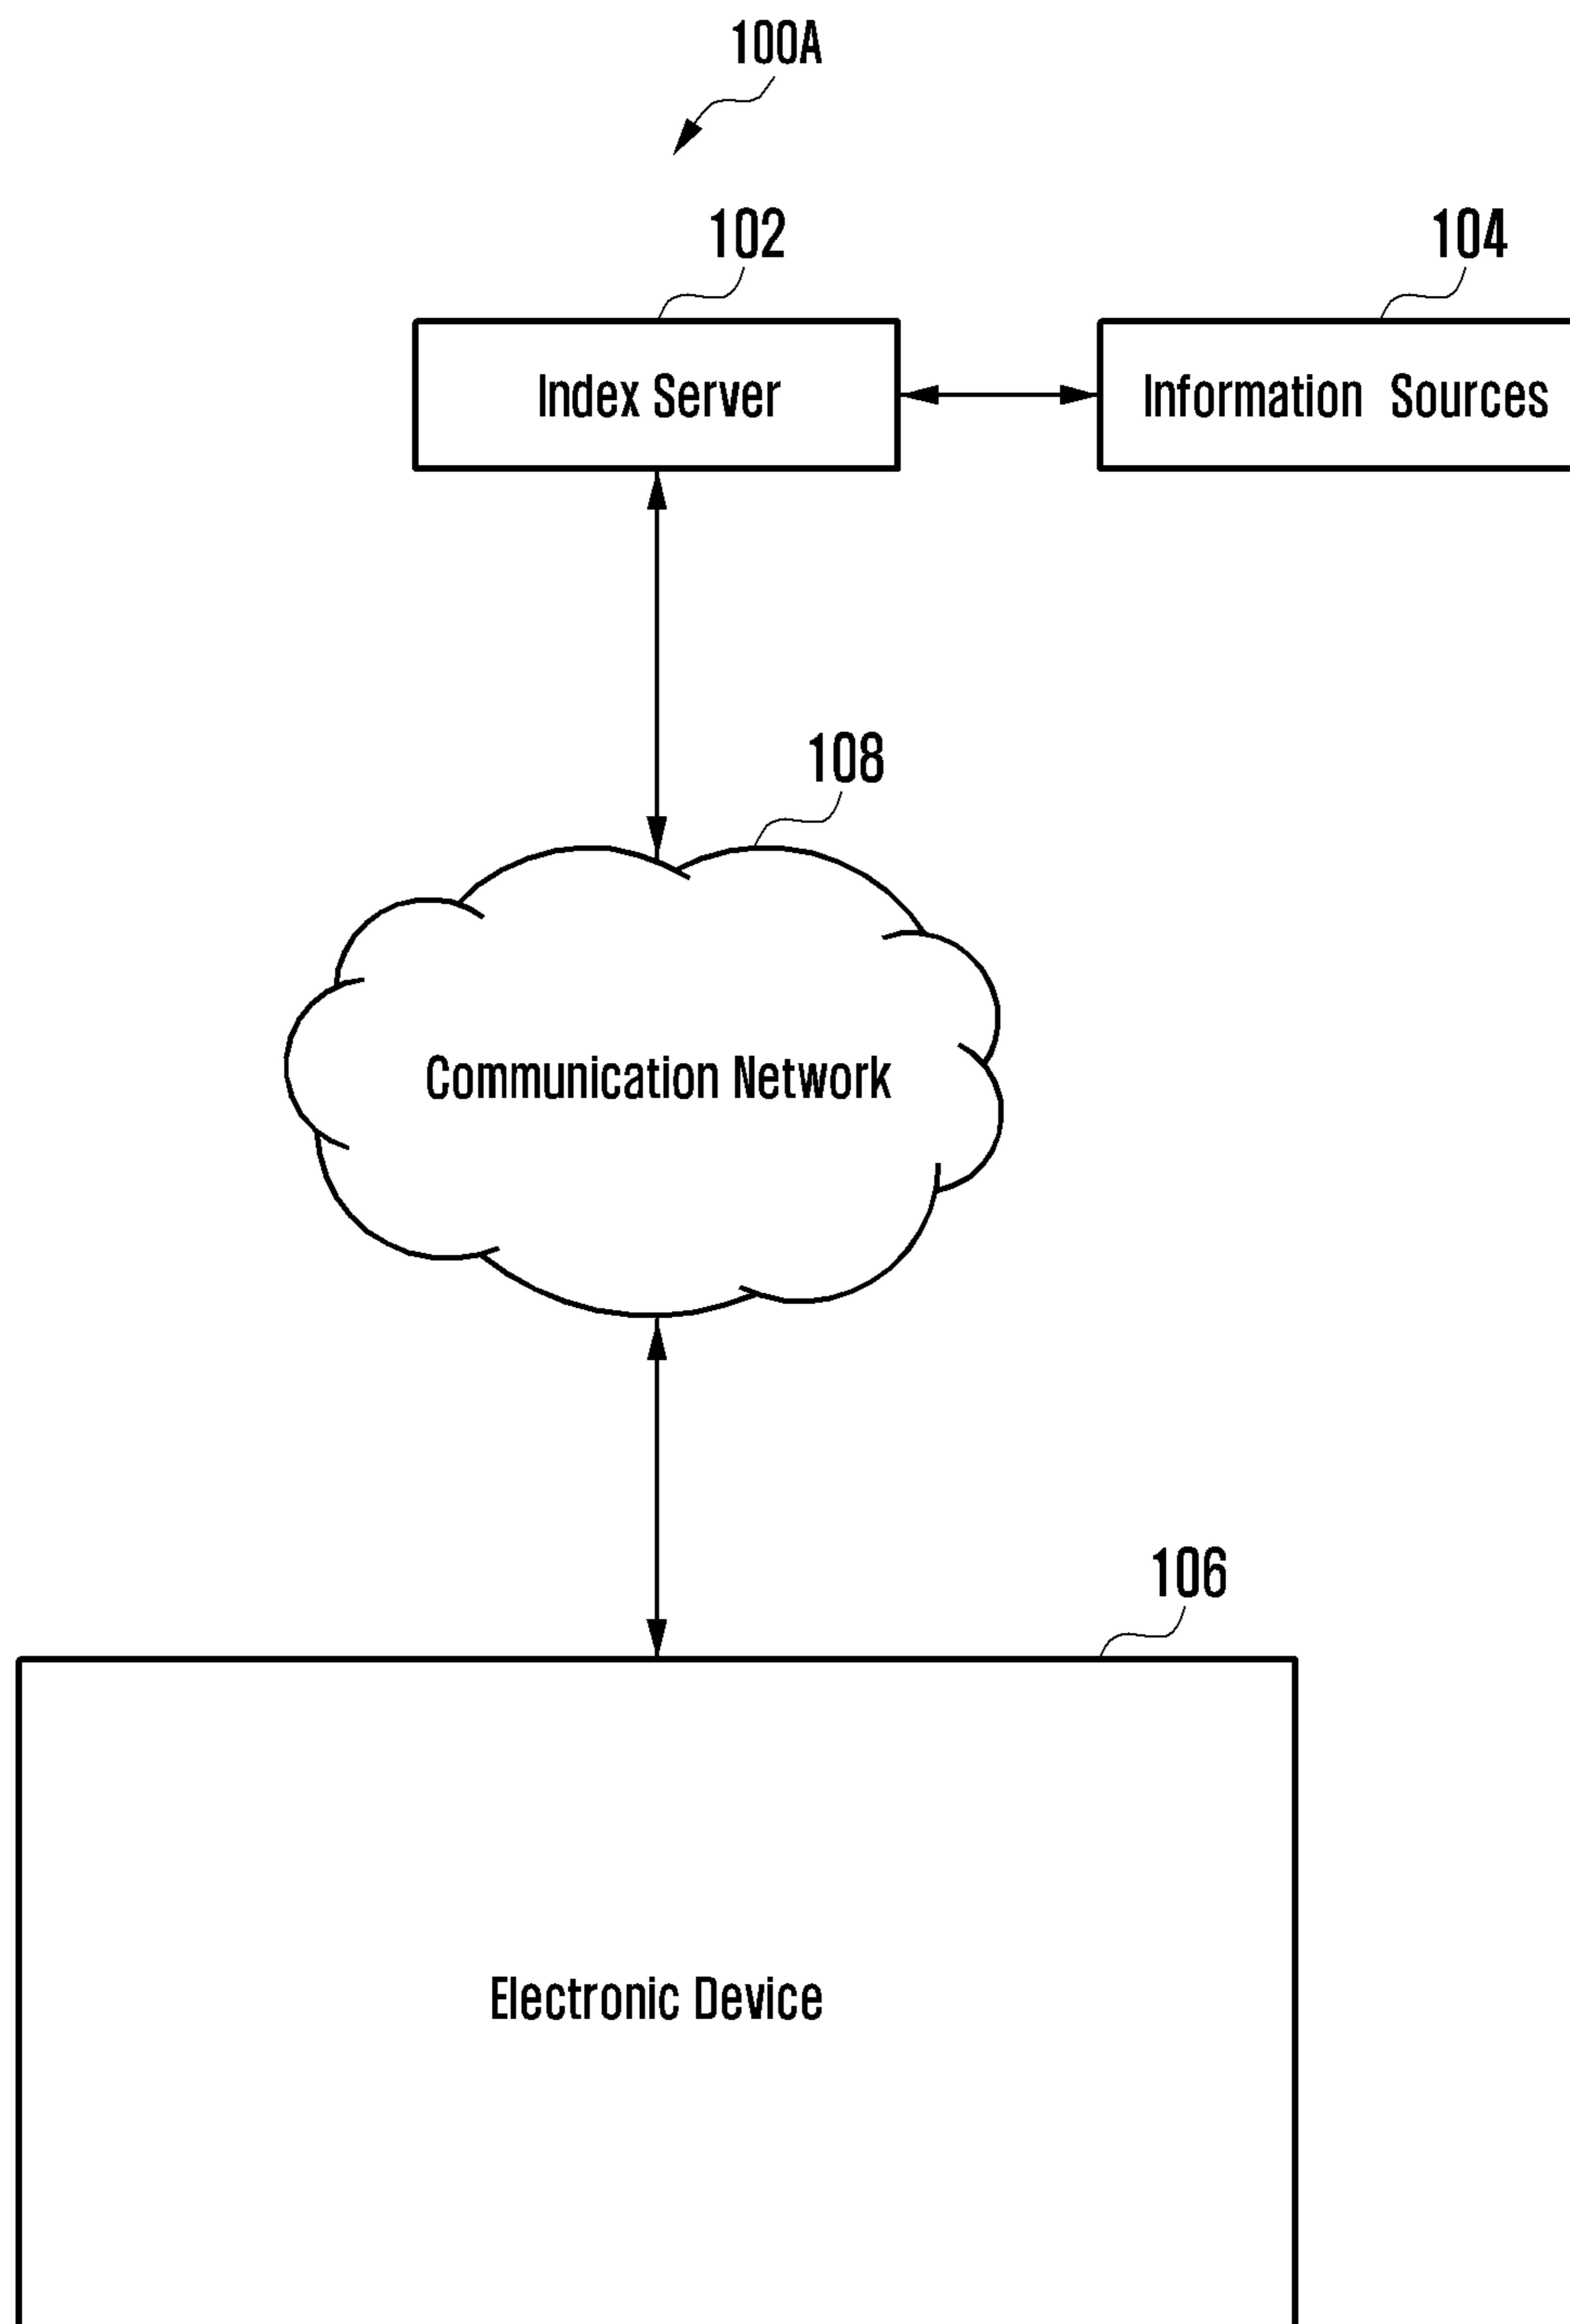 100A
102
104
Index Server
Information Sources
108
Communication Network
106
Electronic Device